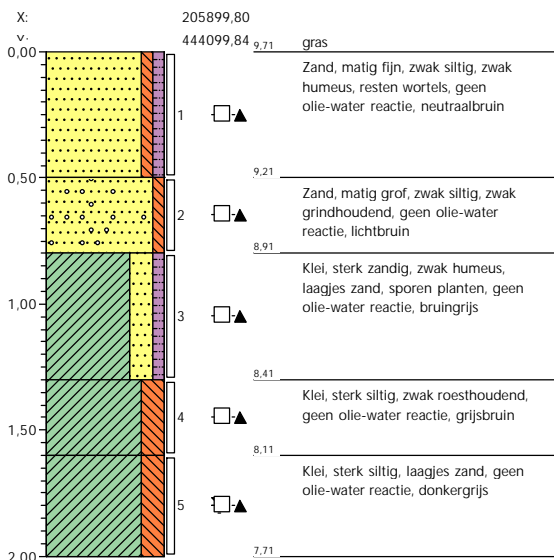 X: 205899,80
Y: 444099,84
0,00
9,71
gras
Zand, matig fijn, zwak siltig, zwak
humeus, resten wortels, geen
olie-water reactie, neutraalbruin
1
0,50
9,21
Zand, matig grof, zwak siltig, zwak
grindhoudend, geen olie-water
reactie, lichtbruin
2
8,91
Klei, sterk zandig, zwak humeus,
laagjes zand, sporen planten, geen
olie-water reactie, bruingrijs
1,00
3
8,41
Klei, sterk siltig, zwak roesthoudend,
geen olie-water reactie, grijsbruin
4
1,50
8,11
Klei, sterk siltig, laagjes zand, geen
olie-water reactie, donkergrijs
5
2,00
7,71